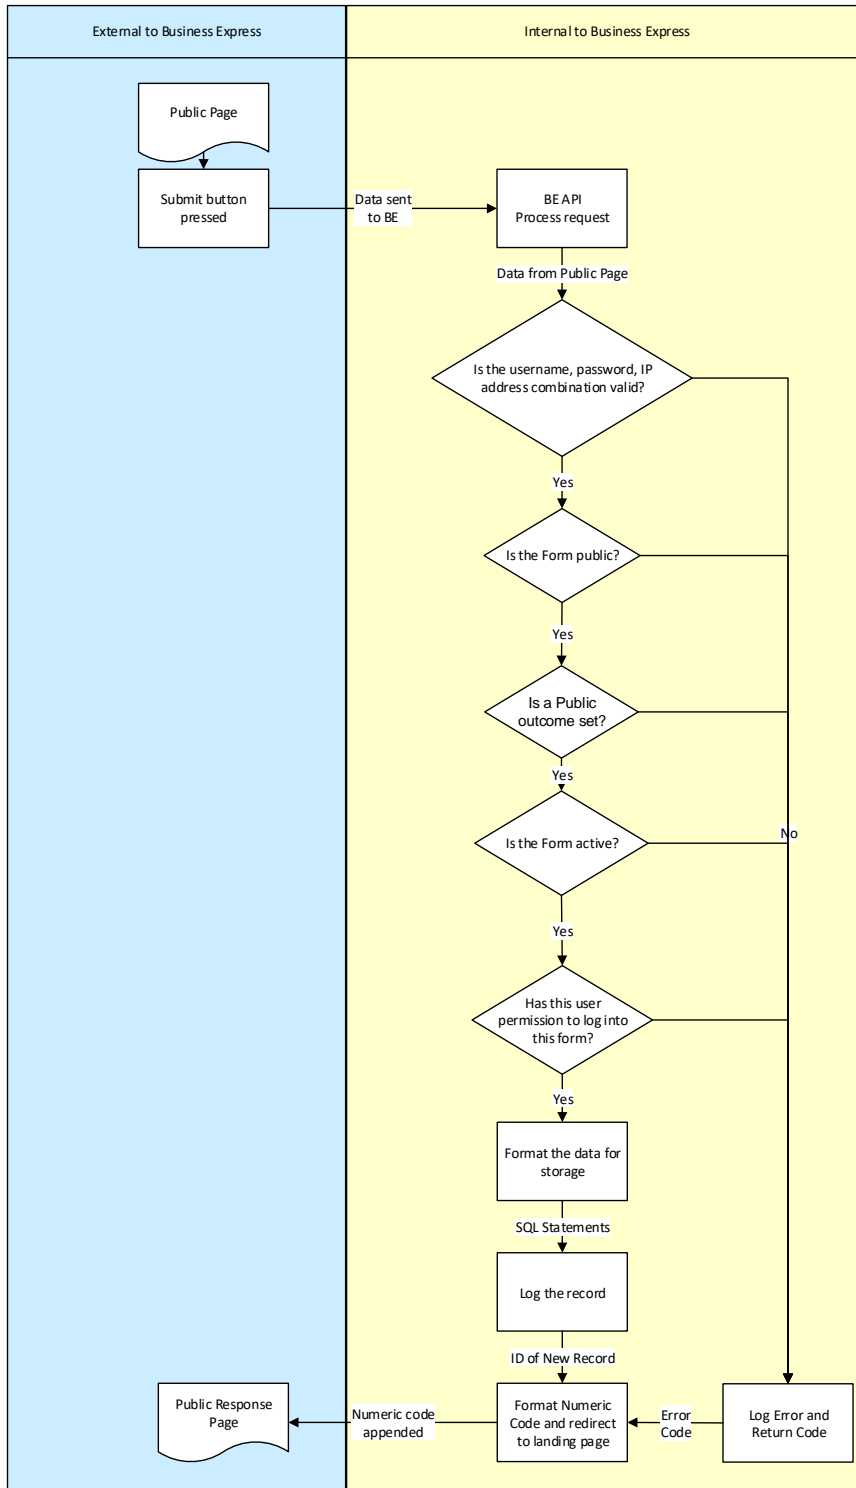 External to Business Express
Internal to Business Express
Public Page
Submit button
pressed
Data sent
to BE
BE API
Process request
Data from Public Page
Is the username, password, IP
address combination valid?
Yes
Is the Form public?
Yes
Is a Public
outcome set?
Yes
Is the Form active?
No
Yes
Has this user
permission to log into
this form?
Yes
Format the data for
storage
SQL Statements
Log the record
ID of New Record
Public Response
Page
Numeric code
appended
Format Numeric
Code and redirect
to landing page
Error
Code
Log Error and
Return Code